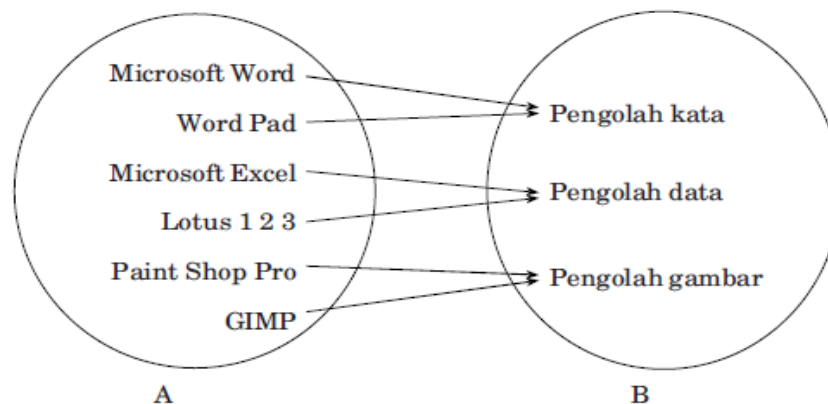 Microsoft Word
Word Pad
Microsoft Excel
Lotus 1 2 3
Paint Shop Pro
GIMP
A
Pengolah kata
Pengolah data
Pengolah gambar
B